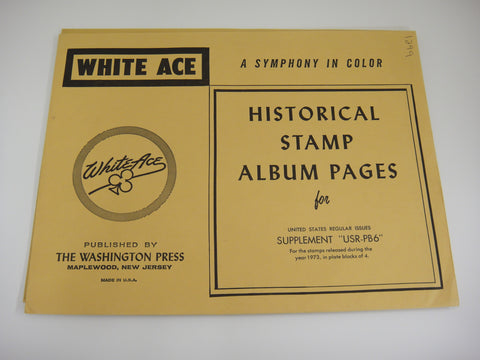 WHITE ACE
A SYMPHONY IN COLOR
1299
HISTORICAL
STAMP
ALBUM PAGES
for
UNITED STATES REGULAR ISSUES
SUPPLEMENT "USR-PB6"
For the stamps released during the
year 1973, in plate blocks of 4.
White Ace
PUBLISHED BY
THE WASHINGTON PRESS
MAPLEWOOD, NEW JERSEY
MADE IN U.S.A.